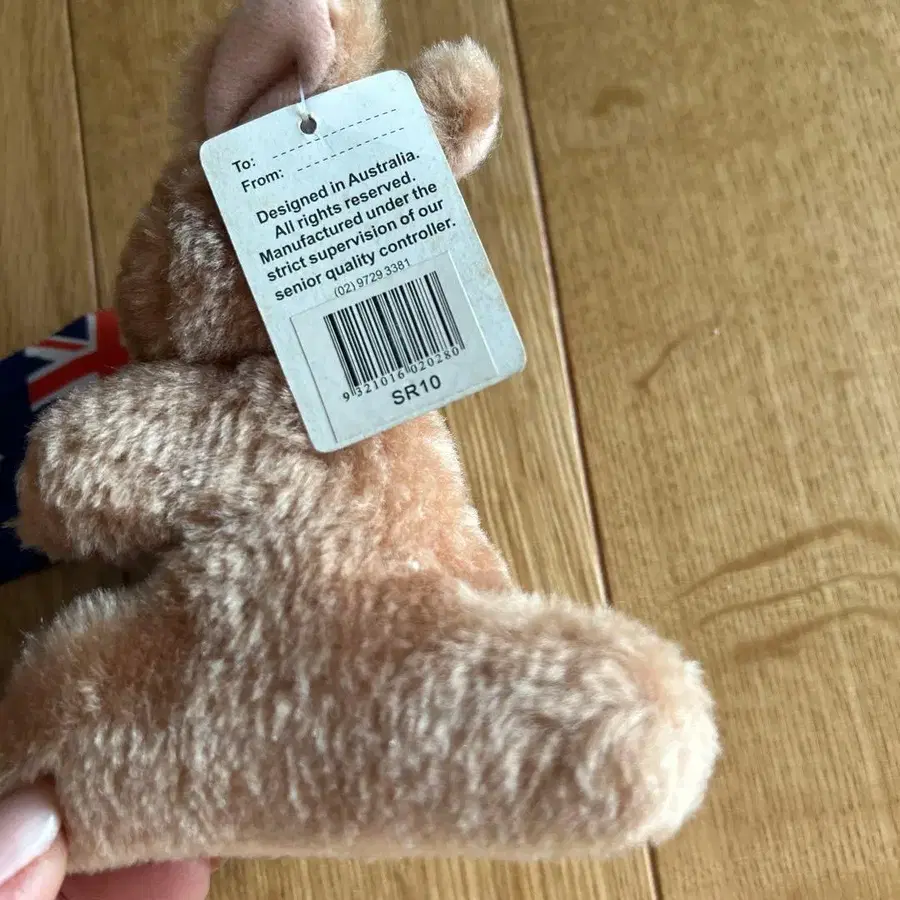 To:
From:
Designed in Australia.
All rights reserved.
Manufactured under the
strict supervision of our
senior quality controller.
(02) 9729 3381
9 321016 020280
SR10